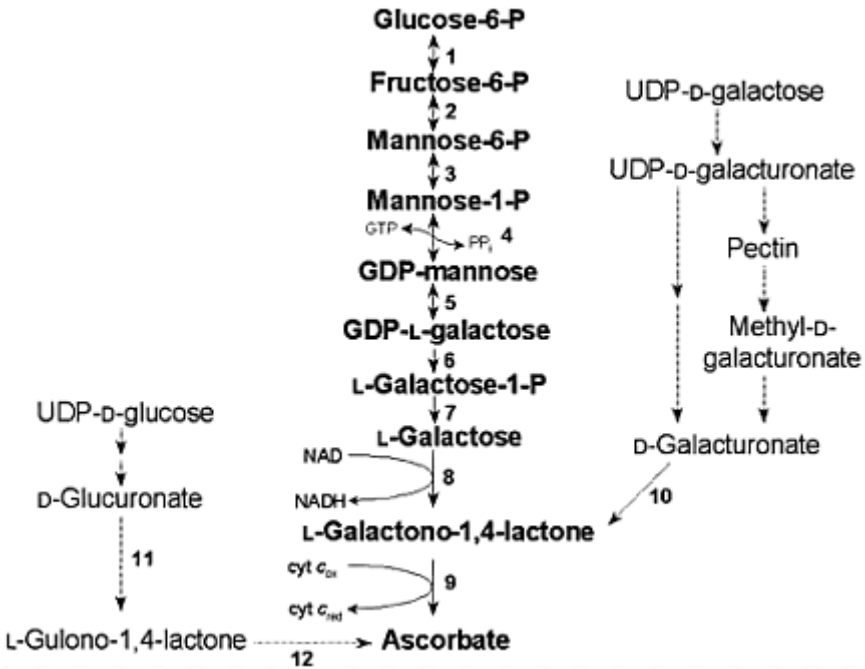 Glucose-6-P
1
Fructose-6-P
2
Mannose-6-P
3
Mannose-1-P
GTP
PPi
4
GDP-mannose
5
GDP-L-galactose
6
L-Galactose-1-P
7
L-Galactose
NAD
NADH
8
L-Galactono-1,4-lactone
cyt cox
cyt cred
9
Ascorbate
UDP-D-galactose
UDP-D-galacturonate
Pectin
Methyl-D-
galacturonate
D-Galacturonate
10
UDP-D-glucose
D-Glucuronate
11
L-Gulono-1,4-lactone
12